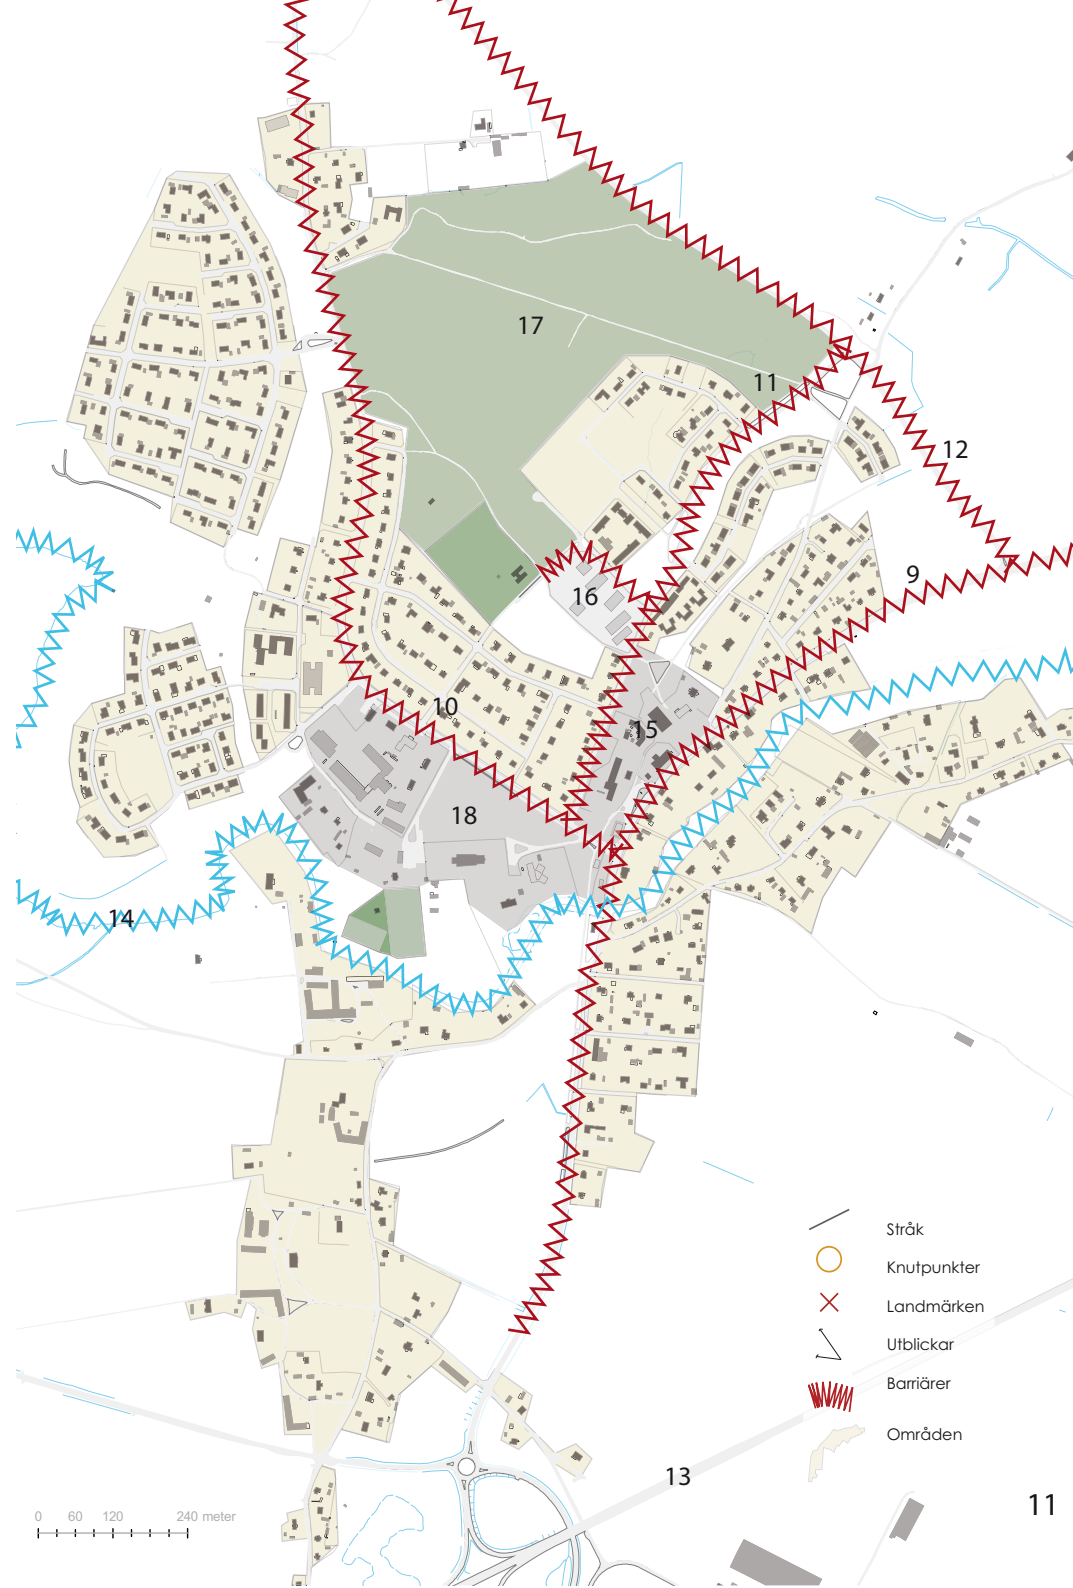 17
11
12
16
9
10
15
18
14
Stråk
Knutpunkter
Landmärken
Utblickar
Barriärer
Områden
13
11
0 60 120 240 meter